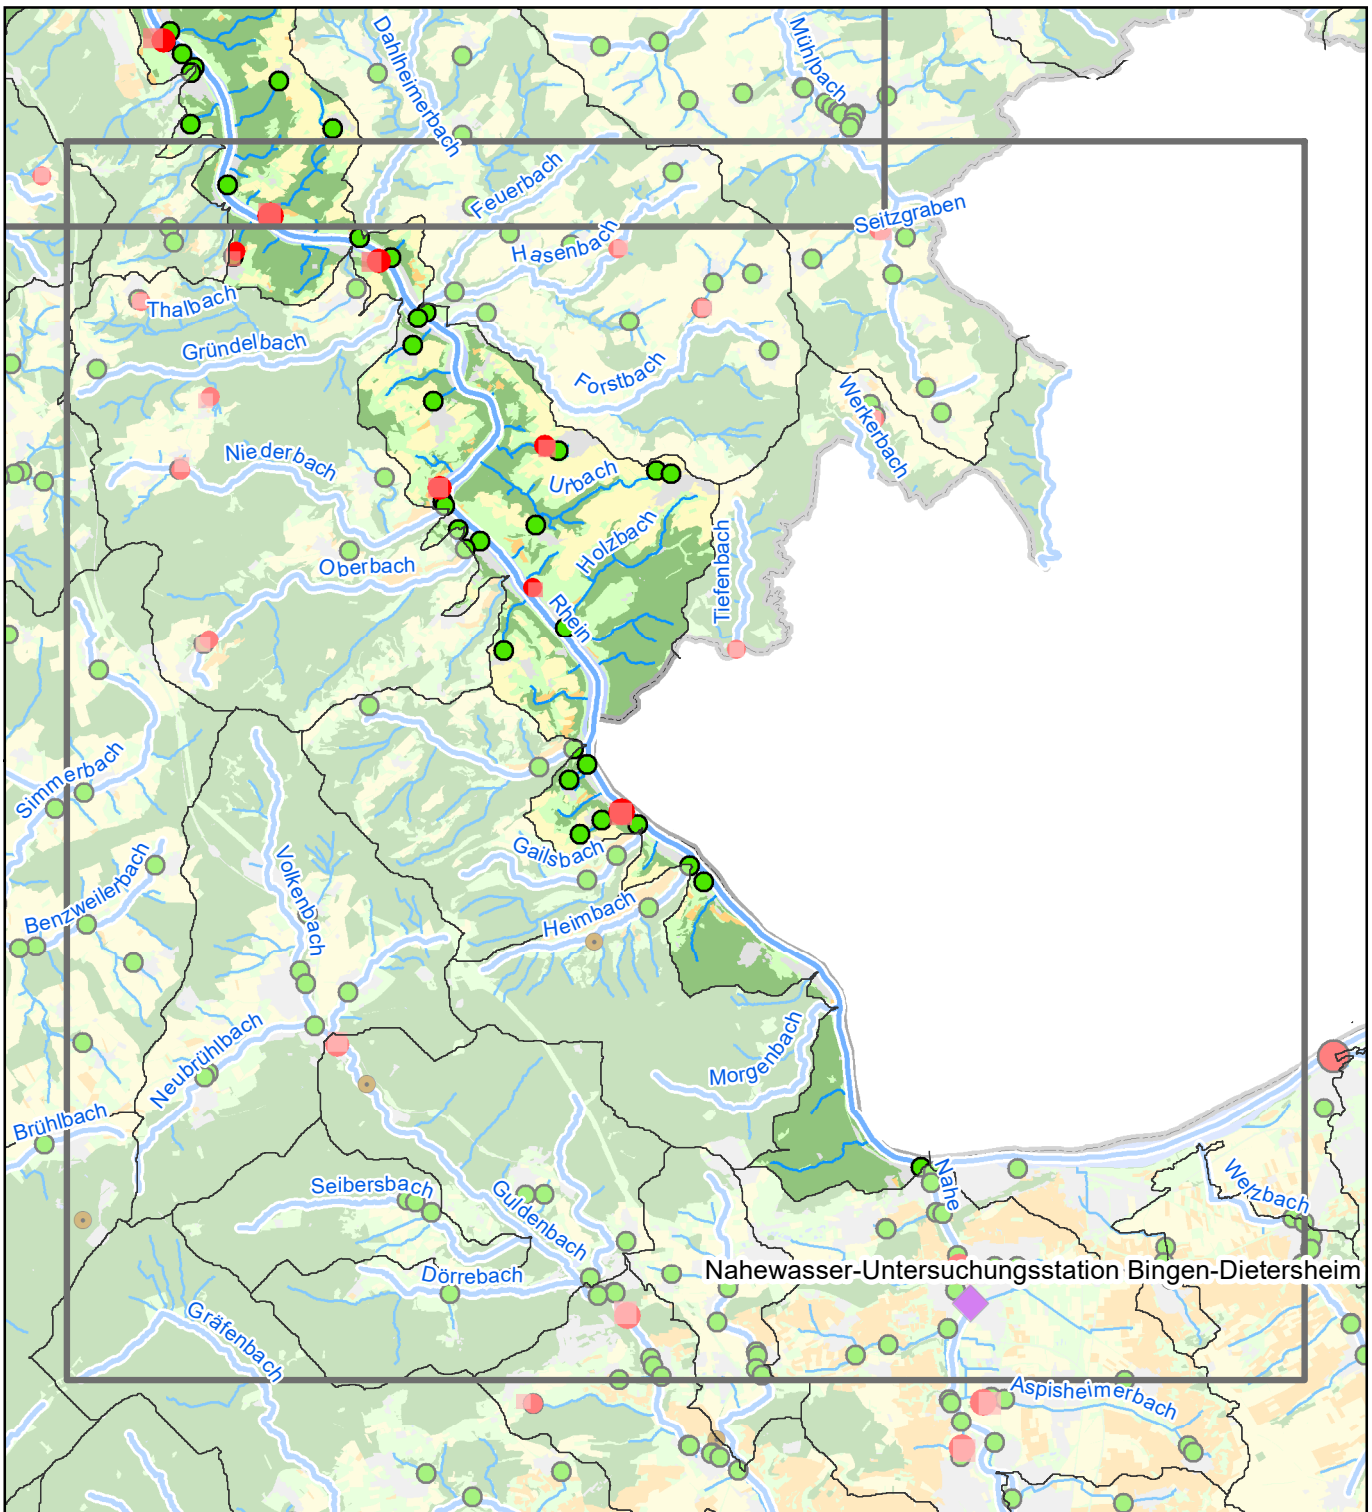 Dahlheimerbach
Mühlbach
Feuerbach
Seitzgraben
Hasenbach
Thalbach
Gründelbach
Forstbach
Werkerbach
Niederbach
Urbach
Holzbach
Tiefenbach
Oberbach
Rhein
Simmerbach
Volkenbach
Gailsbach
Benzweilerbach
Heimbach
Neubrühlbach
Morgenbach
Brühlbach
Seibersbach
Guldenbach
Nahe
Welzbach
Dörrebach
Nahewasser-Untersuchungsstation Bingen-Dietersheim
Gräfenbach
Aspisheimerbach